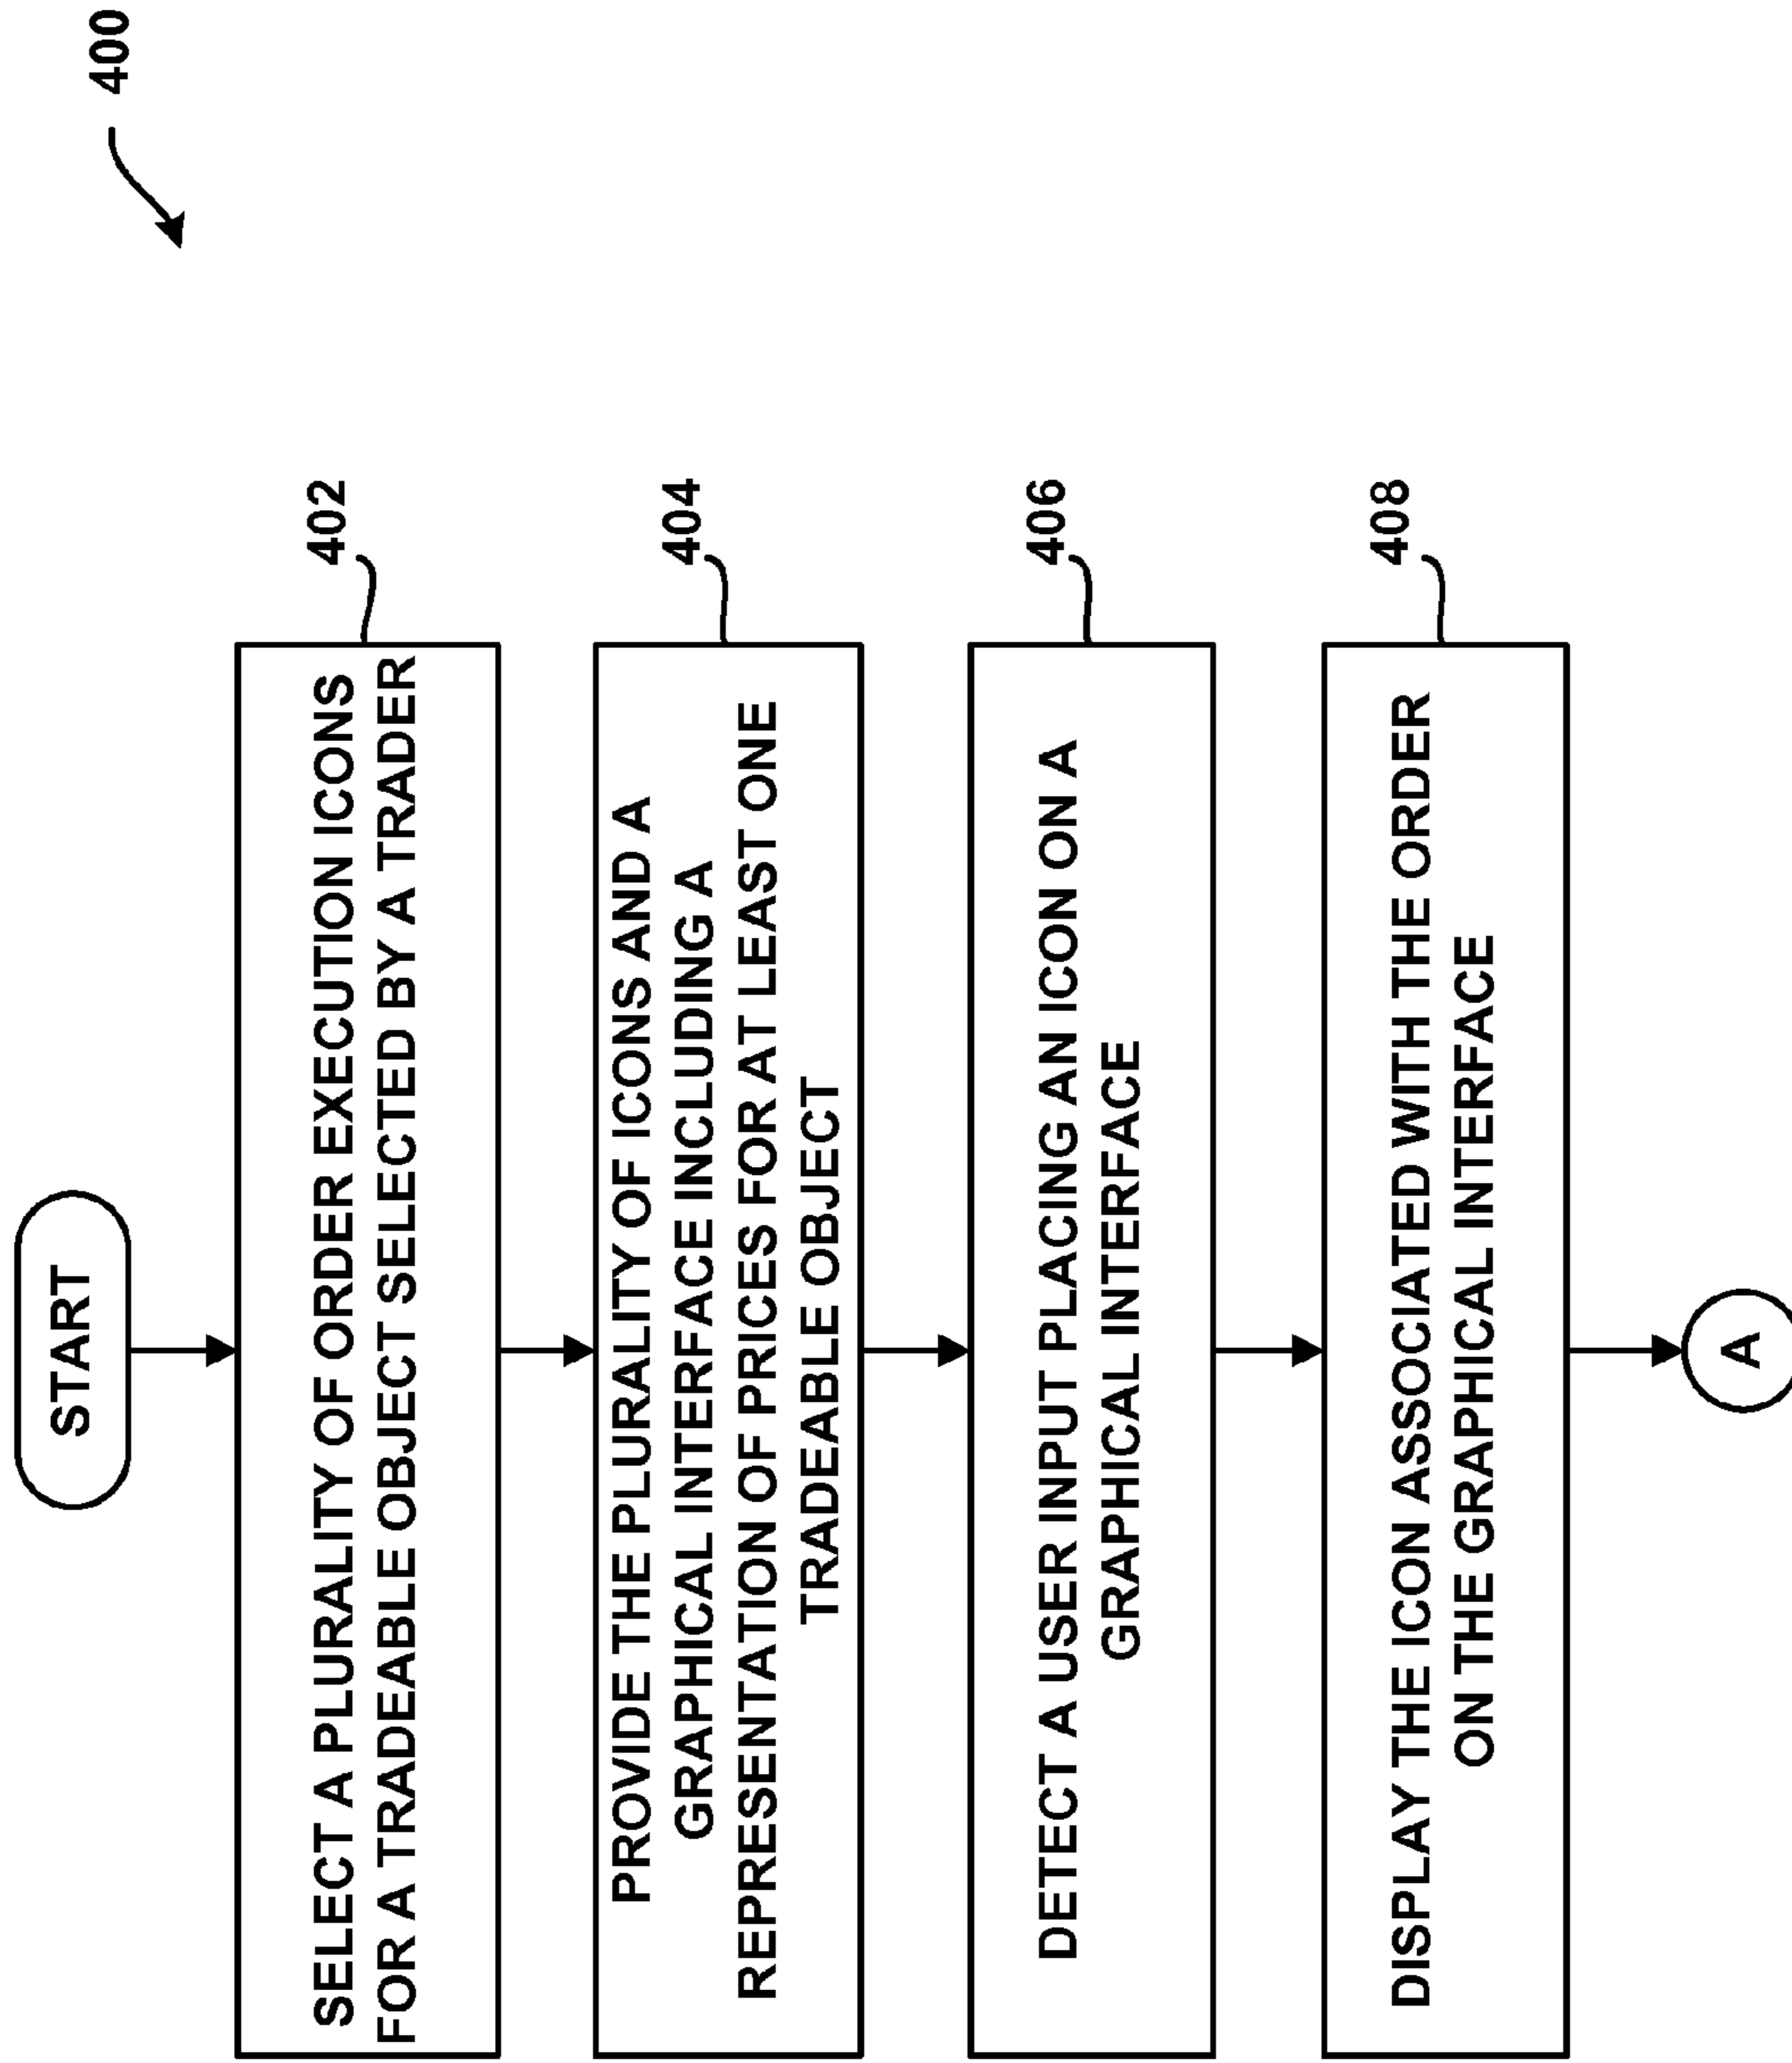 400
START
402
SELECT A PLURALITY OF ORDER EXECUTION ICONS
FOR A TRADEABLE OBJECT SELECTED BY A TRADER
404
PROVIDE THE PLURALITY OF ICONS AND A
GRAPHICAL INTERFACE INCLUDING A
REPRESENTATION OF PRICES FOR AT LEAST ONE
TRADEABLE OBJECT
406
DETECT A USER INPUT PLACING AN ICON ON A
GRAPHICAL INTERFACE
408
DISPLAY THE ICON ASSOCIATED WITH THE ORDER
ON THE GRAPHICAL INTERFACE
A